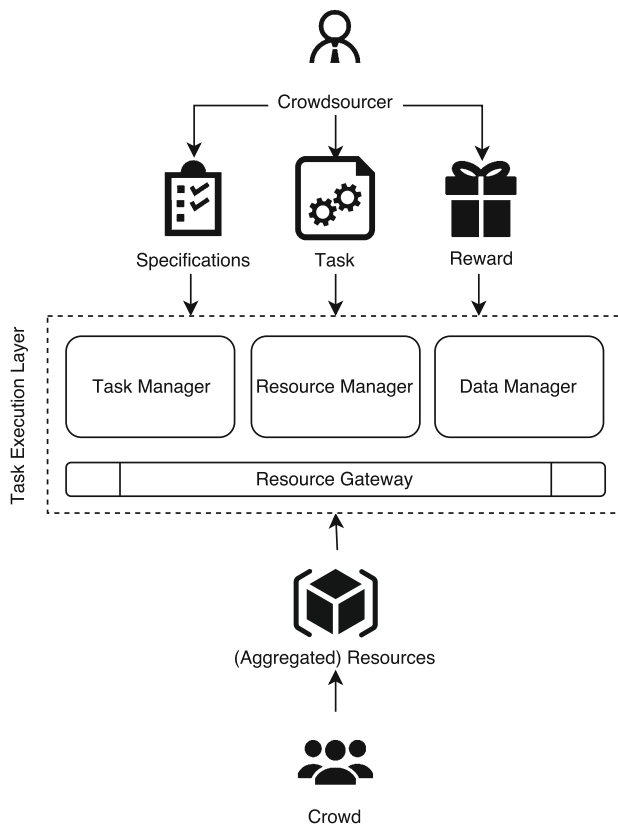 Crowdsourcer
Specifications
Task
Reward
Task Execution Layer
Task Manager
Resource Manager
Data Manager
Resource Gateway
(Aggregated) Resources
Crowd